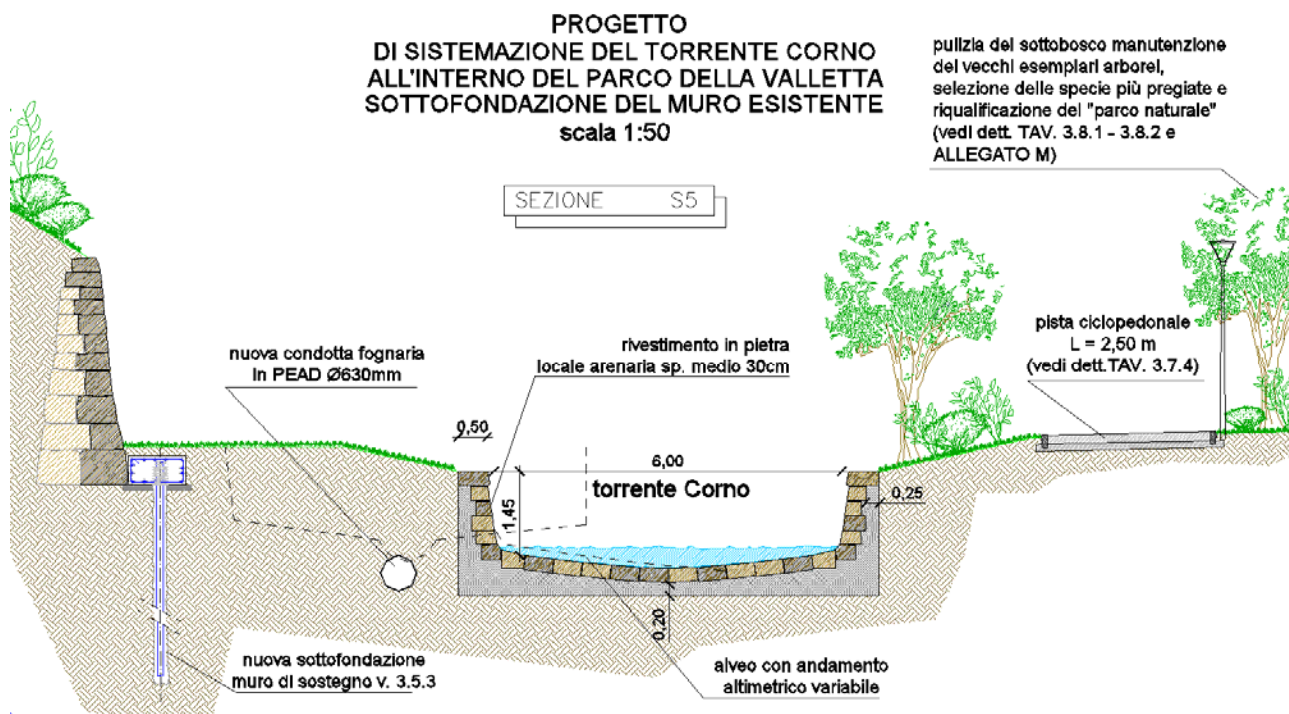 PROGETTO
DI SISTEMAZIONE DEL TORRENTE CORNO
ALL'INTERNO DEL PARCO DELLA VALLETTA
SOTTOFONDAZIONE DEL MURO ESISTENTE
scala 1:50
pulizia del sottobosco manutenzione
dei vecchi esemplari arborei,
selezione delle specie più pregiate e
riqualificazione del "parco naturale"
(vedi dett. TAV. 3.8.1 - 3.8.2 e
ALLEGATO M)
SEZIONE S5
nuova condotta fognaria
in PEAD Ø630mm
rivestimento in pietra
locale arenaria sp. medio 30cm
pista ciclopedonale
L = 2,50 m
(vedi dett.TAV. 3.7.4)
0,50
6,00
torrente Corno
0,25
1,45
0,20
nuova sottofondazione
muro di sostegno v. 3.5.3
alveo con andamento
altimetrico variabile